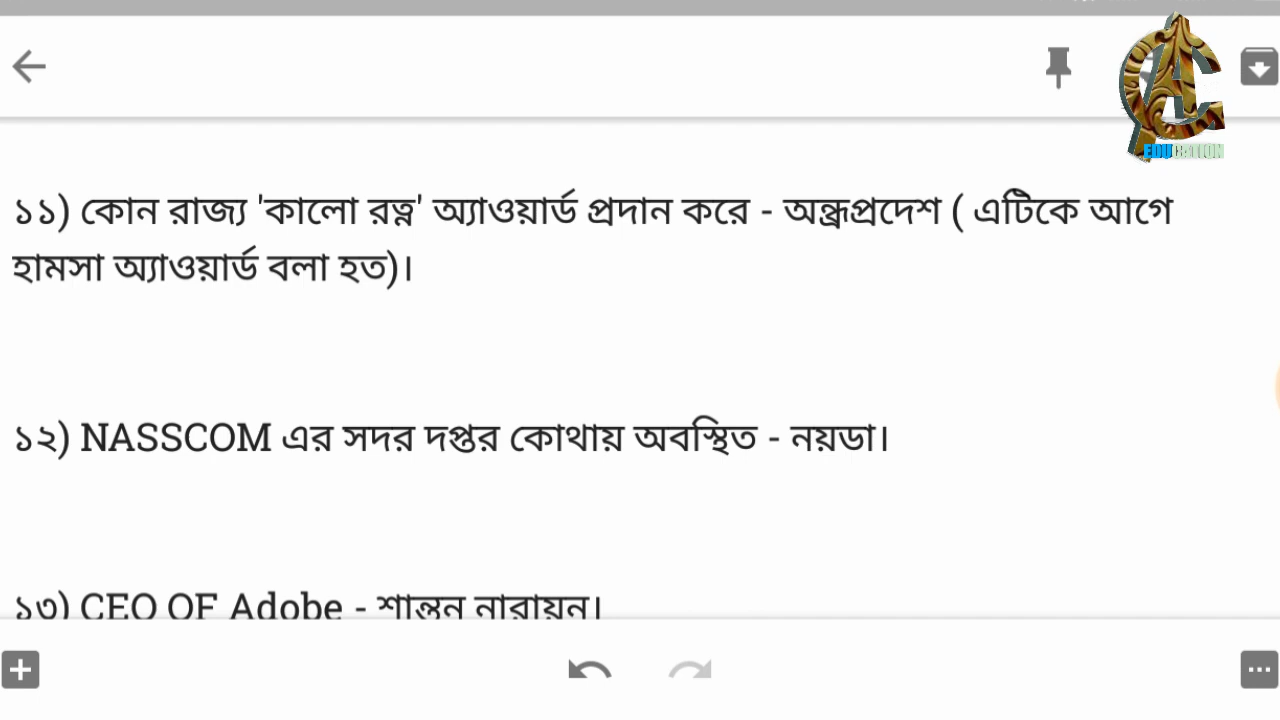 EDUCATION
১১) কোন রাজ্য 'কালো রত্ন' অ্যাওয়ার্ড প্রদান করে - অন্ধ্রপ্রদেশ ( এটিকে আগে
হামসা অ্যাওয়ার্ড বলা হত)।
১২) NASSCOM এর সদর দপ্তর কোথায় অবস্থিত - নয়ডা।
১৩) CEO OF Adobe - শান্তনু নারায়ন।